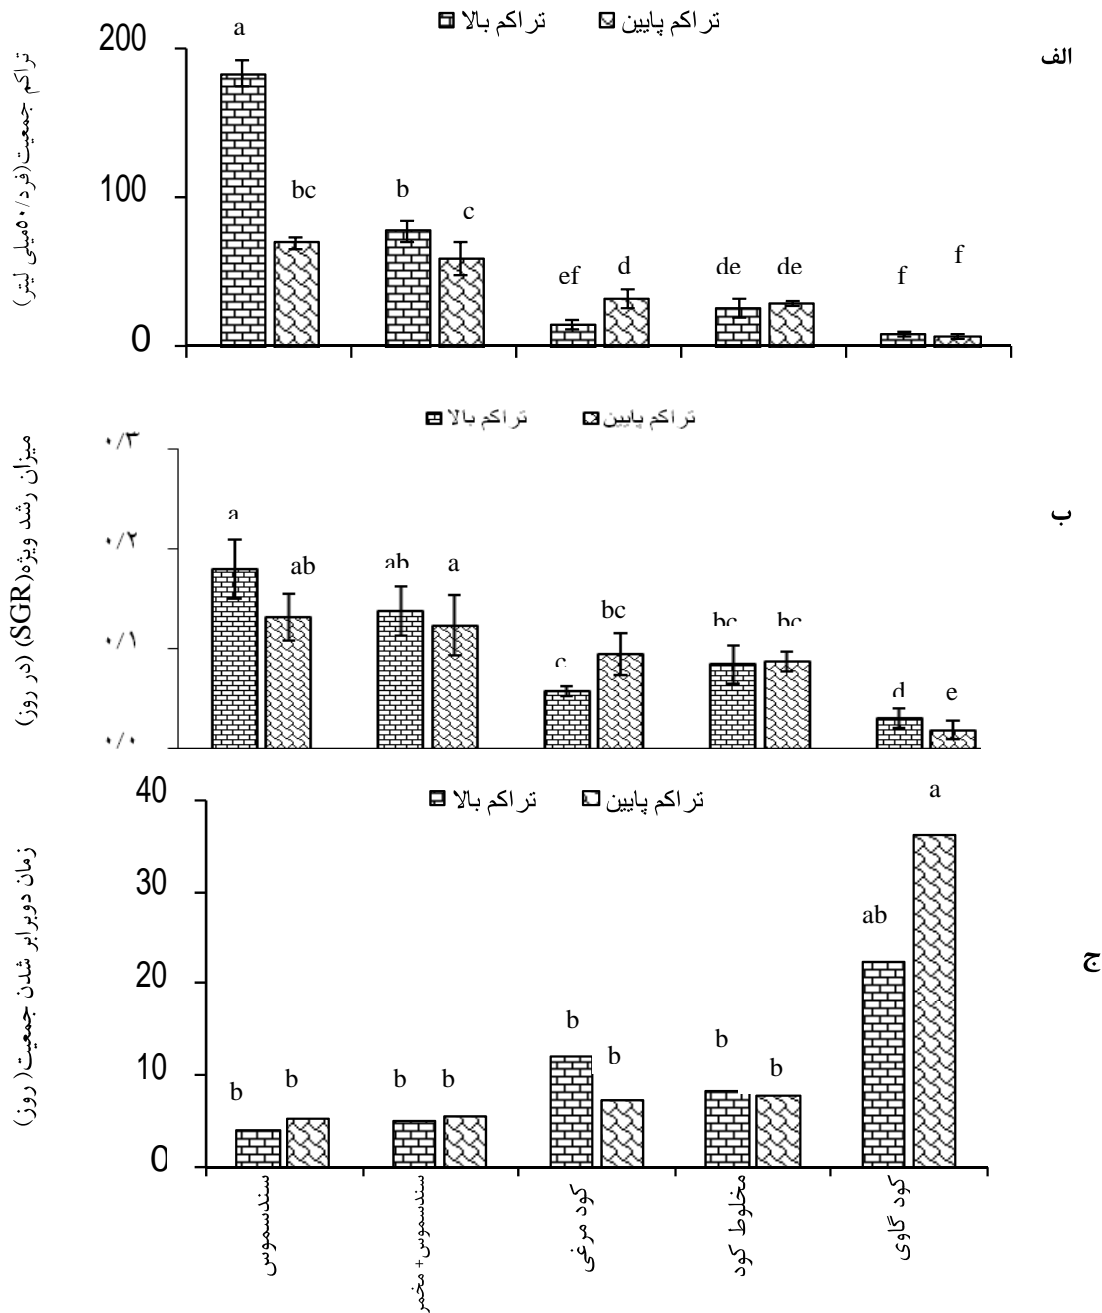 تراکم بالا تراکم پایین
الف
تراکم جمعیت(فرد/۵۰میلی لیتر)
200
100
0
a
bc
b
c
ef
d
de
de
f
f
تراکم بالا تراکم پایین
ب
میزان رشد ویژه(SGR) (در روز)
۰/۳
۰/۲
۰/۱
۰/۰
a
ab
ab
a
c
bc
bc
bc
d
e
تراکم بالا تراکم پایین
ج
زمان دوبرابر شدن جمعیت( روز)
40
30
20
10
0
b
b
b
b
b
b
b
b
ab
a
سندسموس
سندسموس+ مخمر
کود مرغی
مخلوط کود
کود گاوی